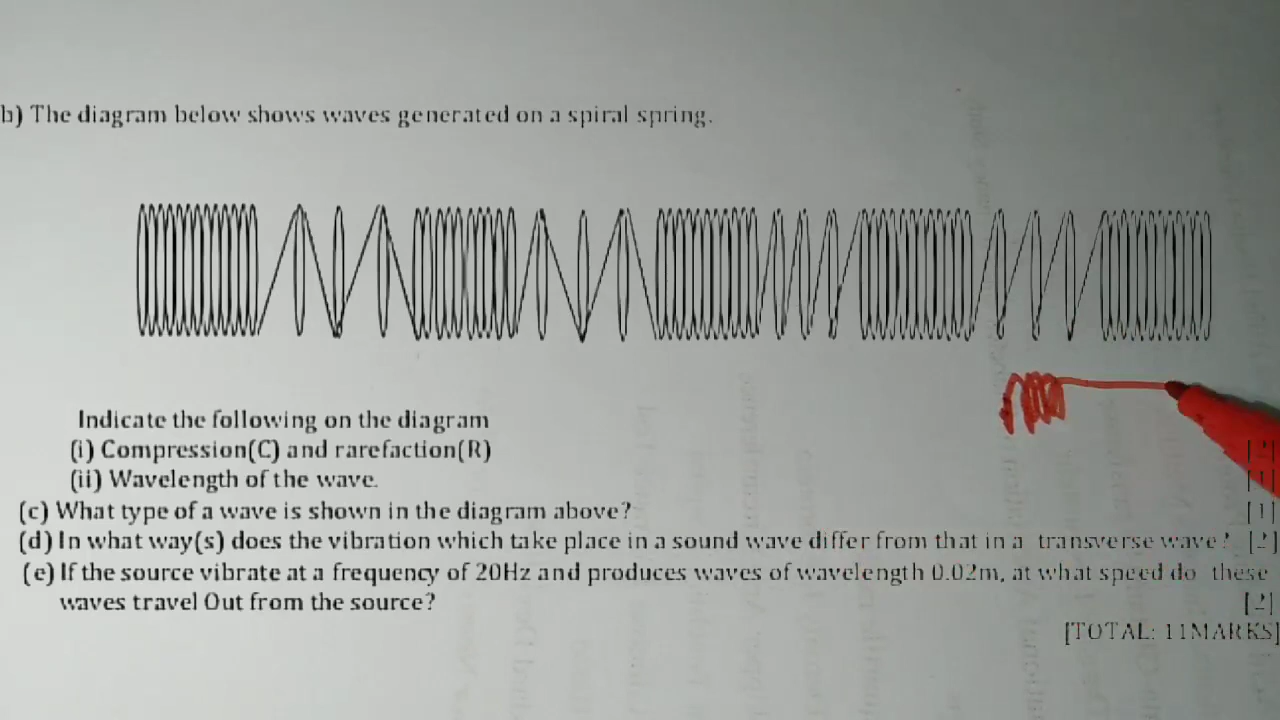 b) The diagram below shows waves generated on a spiral spring.
Indicate the following on the diagram
(i) Compression(C) and rarefaction(R)
[2]
(ii) Wavelength of the wave.
[1]
(c) What type of a wave is shown in the diagram above?
[1]
(d) In what way(s) does the vibration which take place in a sound wave differ from that in a transverse wave? [2]
(e) If the source vibrate at a frequency of 20Hz and produces waves of wavelength 0.02m, at what speed do these
waves travel Out from the source?
[2]
[TOTAL: 11MARKS]